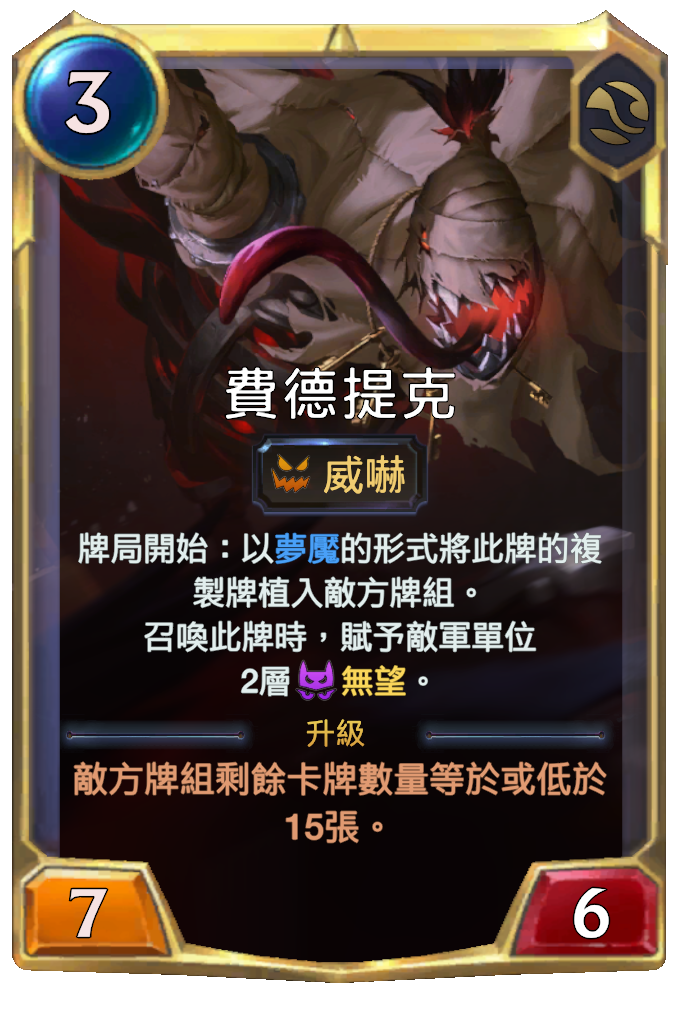 3
費德提克
威嚇
牌局開始：以夢魘的形式將此牌的複
製牌植入敵方牌組。
召喚此牌時，賦予敵軍單位
2層無望。
升級
敵方牌組剩餘卡牌數量等於或低於
15張。
7
6